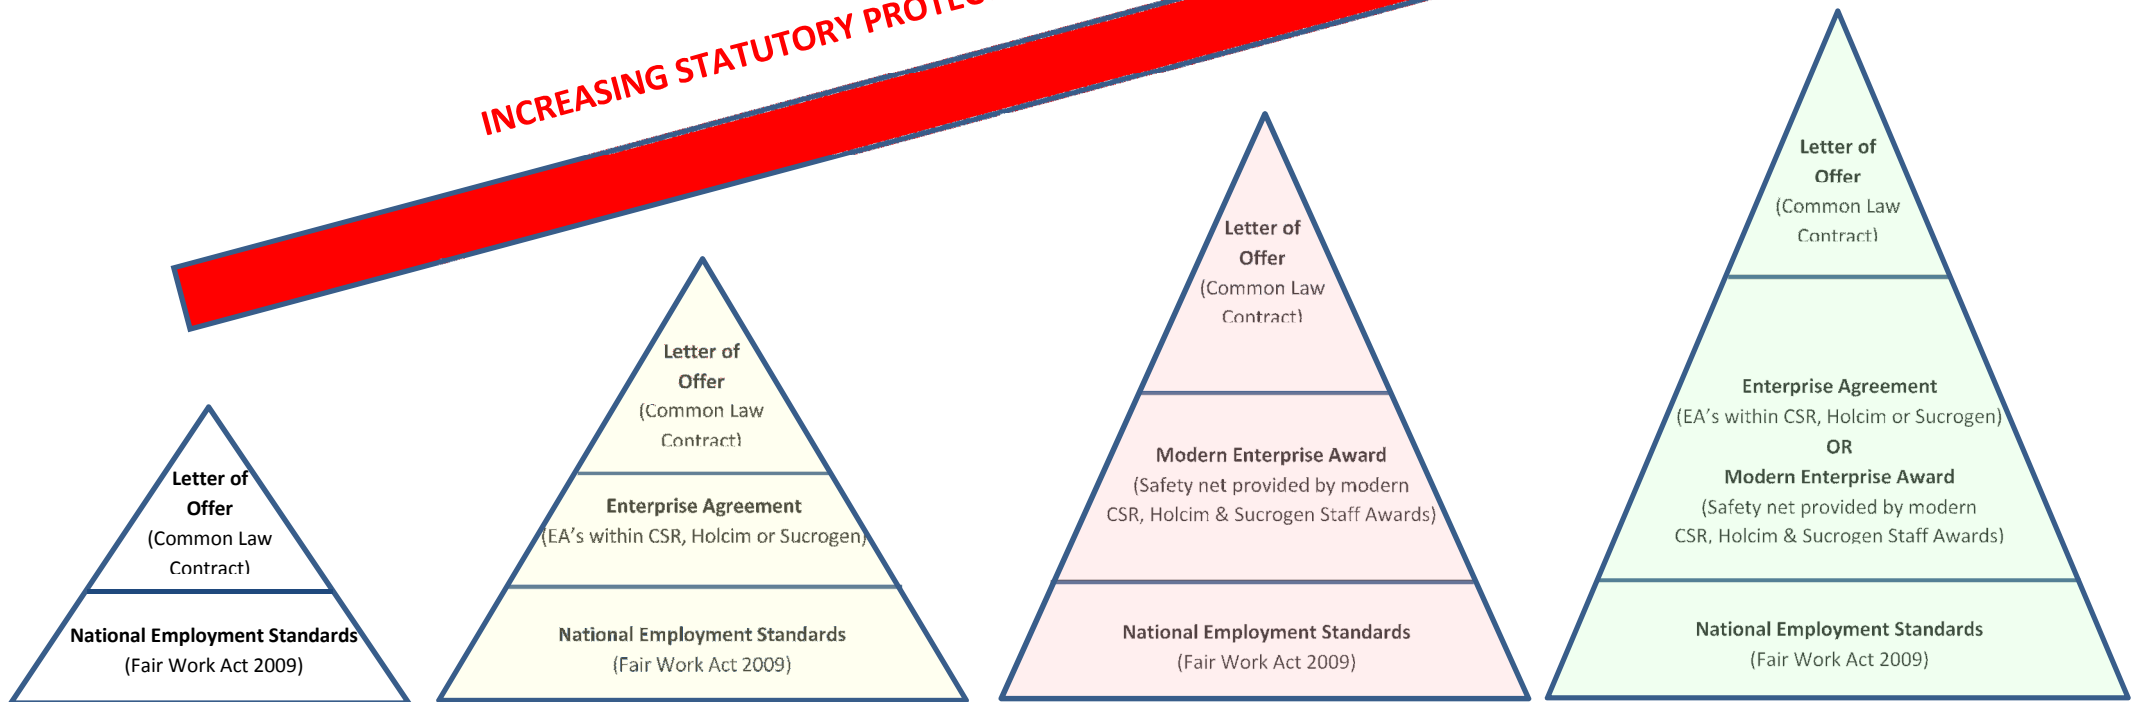 INCREASING STATUTORY
Letter of
Offer
(Common Law
Contract)
National Employment Standards
(Fair Work Act 2009)
Letter of
Offer
(Common Law
Contract)
Enterprise Agreement
(EA's within CSR, Holcim or Sucrogen)
National Employment Standards
(Fair Work Act 2009)
Letter of
Offer
(Common Law
Contract)
Modern Enterprise Award
(Safety net provided by modern
CSR, Holcim & Sucrogen Staff Awards)
National Employment Standards
(Fair Work Act 2009)
Letter of
Offer
(Common Law
Contract)
Enterprise Agreement
(EA's within CSR, Holcim or Sucrogen)
OR
Modern Enterprise Award
(Safety net provided by modern
CSR, Holcim & Sucrogen Staff Awards)
National Employment Standards
(Fair Work Act 2009)